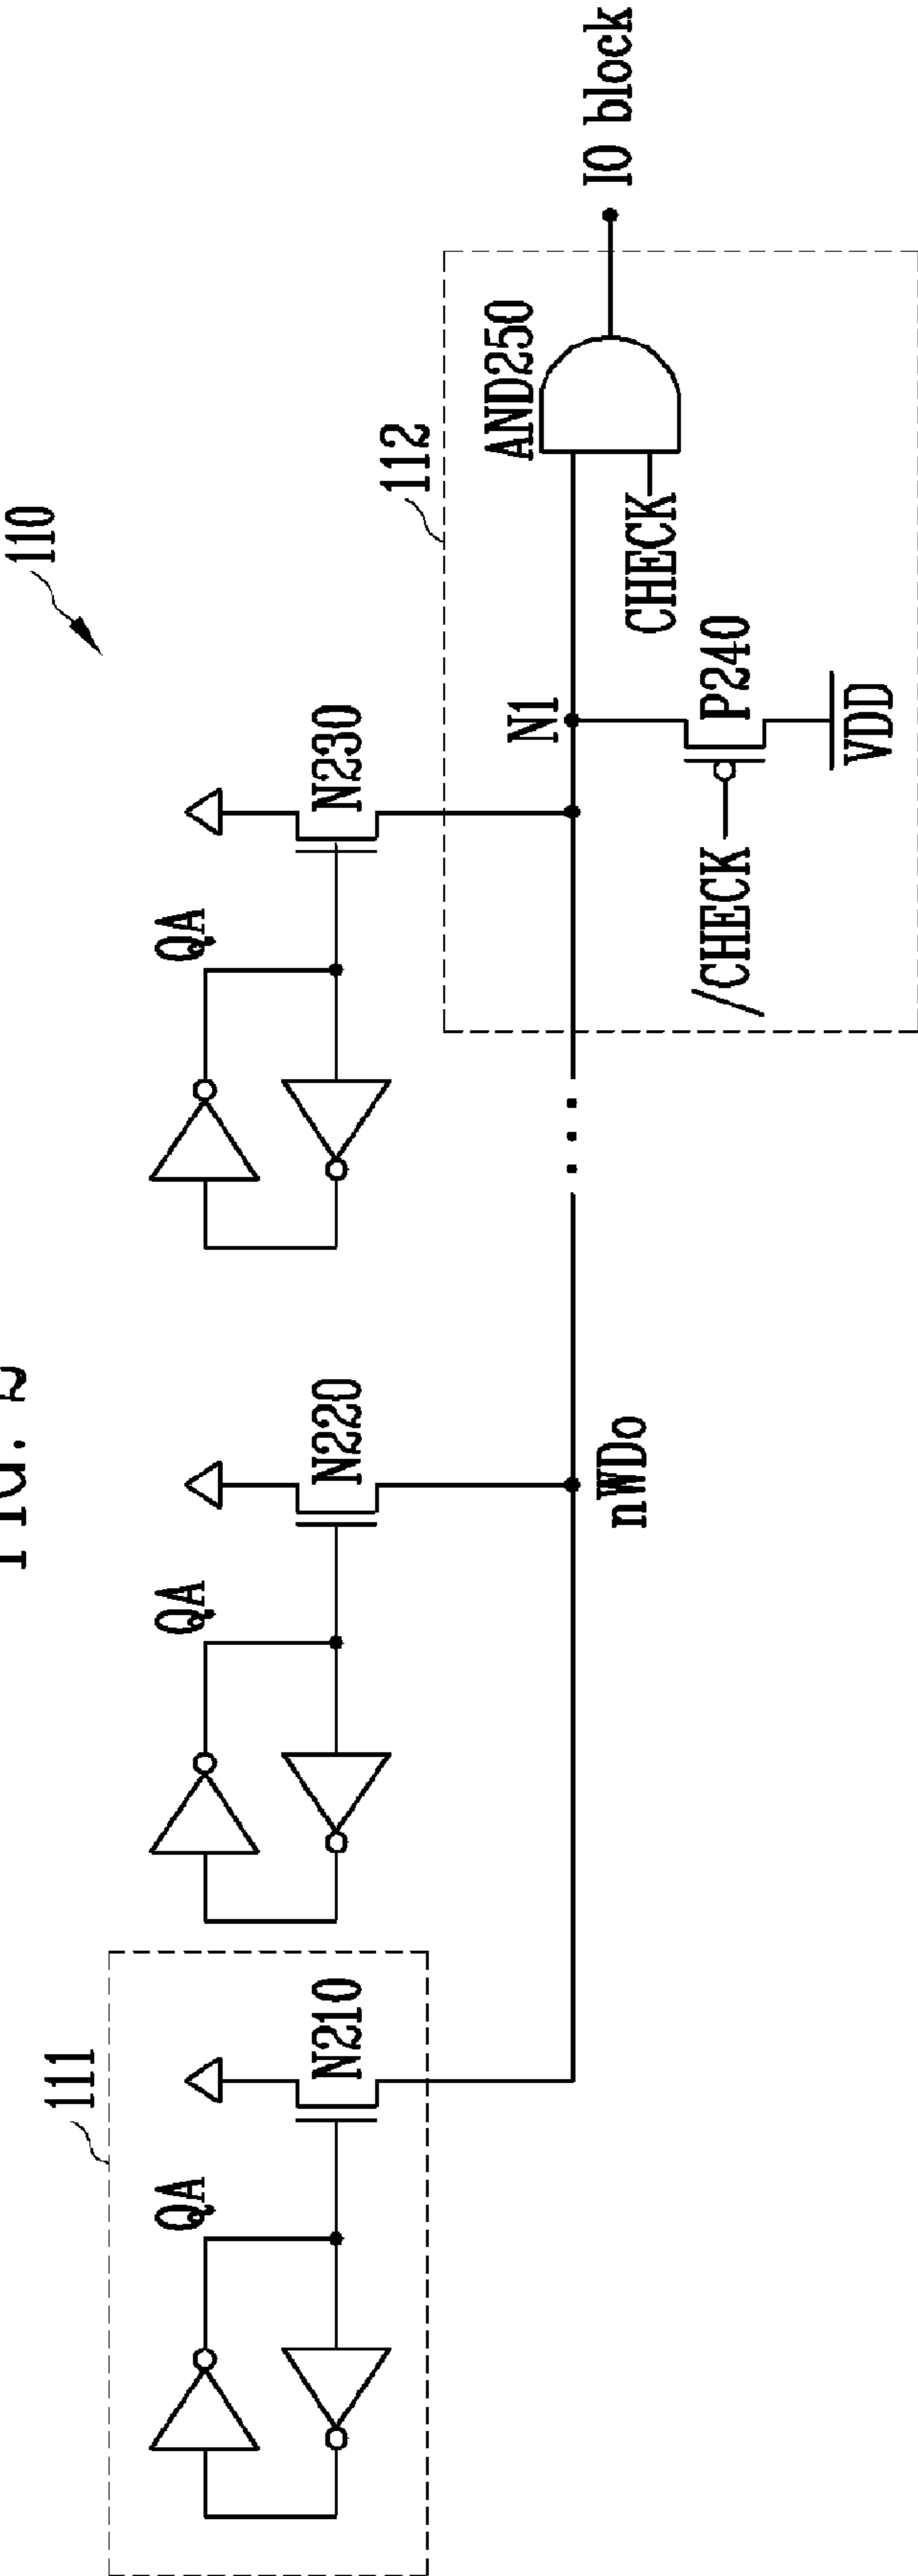 110
111
112
QA
QA
QA
N210
N220
N230
nWDo
N1
AND250
IO block
CHECK
/CHECK
P240
VDD